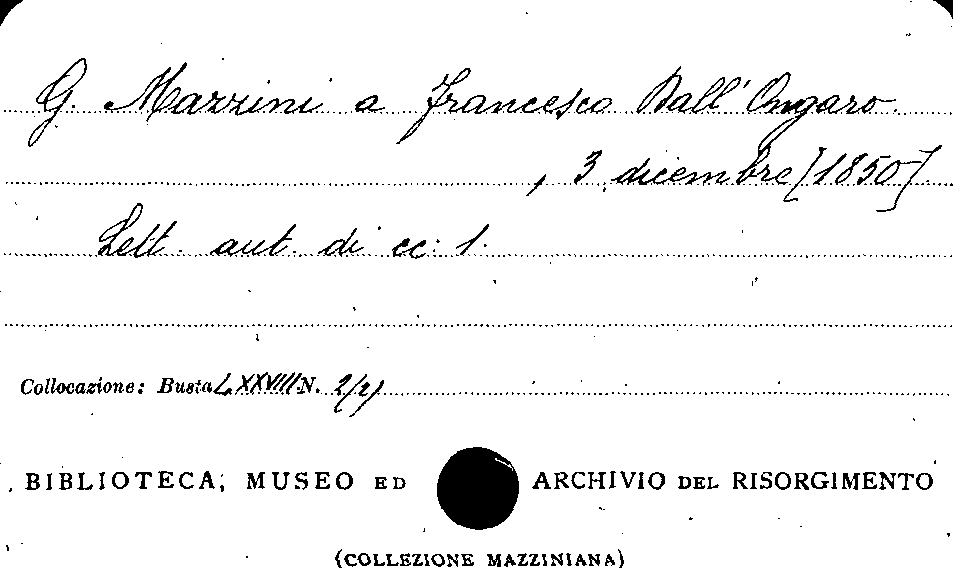 G. Mazzini a Francesco Dall'Ongaro
, 3 dicembre [1850].
Lett. aut. di cc: 1.
Collocazione: Busta LXXVIII N. 2/2)
BIBLIOTECA, MUSEO ED ARCHIVIO DEL RISORGIMENTO
(COLLEZIONE MAZZINIANA)